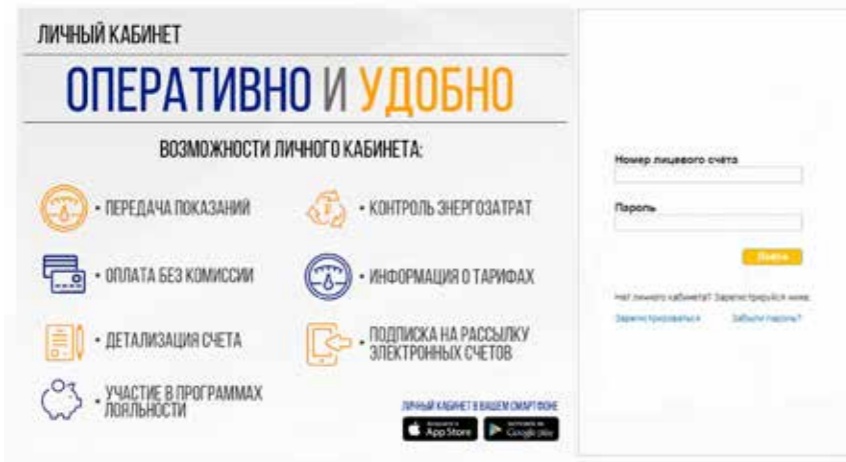 ЛИЧНЫЙ КАБИНЕТ
ОПЕРАТИВНО И УДОБНО
ВОЗМОЖНОСТИ ЛИЧНОГО КАБИНЕТА:
• ПЕРЕДАЧА ПОКАЗАНИЙ
• КОНТРОЛЬ ЭНЕРГОЗАТРАТ
• ОПЛАТА БЕЗ КОМИССИИ
• ИНФОРМАЦИЯ О ТАРИФАХ
• ДЕТАЛИЗАЦИЯ СЧЕТА
• ПОДПИСКА НА РАССЫЛКУ
ЭЛЕКТРОННЫХ СЧЕТОВ
• УЧАСТИЕ В ПРОГРАММАХ
ЛОЯЛЬНОСТИ
ЛИЧНЫЙ КАБИНЕТ В ВАШЕМ СМАРТФОНЕ
App Store
Google play
Номер лицевого счёта
Пароль
Войти
Нет личного кабинета? Зарегистрируйся ниже.
Зарегистрироваться
Забыли пароль?